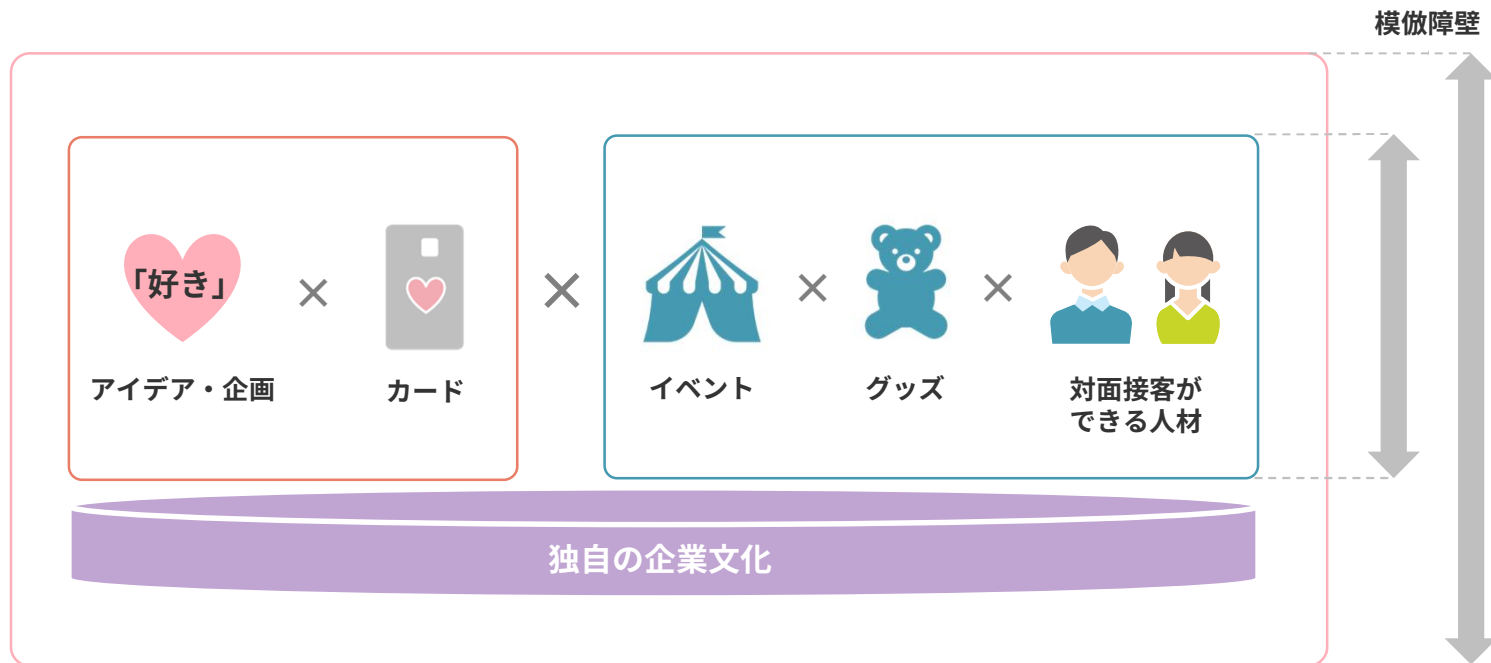 模倣障壁
「好き」
アイデア・企画
カード
イベント
グッズ
対面接客が
できる人材
独自の企業文化